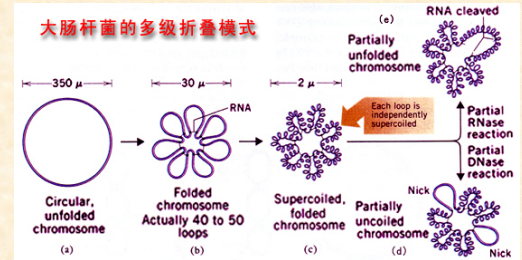 大肠杆菌的多级折叠模式
350 μ
Circular,
unfolded
chromosome
(a)
30 μ
RNA
Folded
chromosome
Actually 40 to 50
loops
(b)
2 μ
Each loop is
independently
supercoiled
Supercoiled,
folded
chromosome
(c)
(e)
RNA cleaved
Partially
unfolded
chromosome
Partial
RNase
reaction
Partial
DNase
reaction
Nick
Partially
uncoiled
chromosome
(d)
Nick